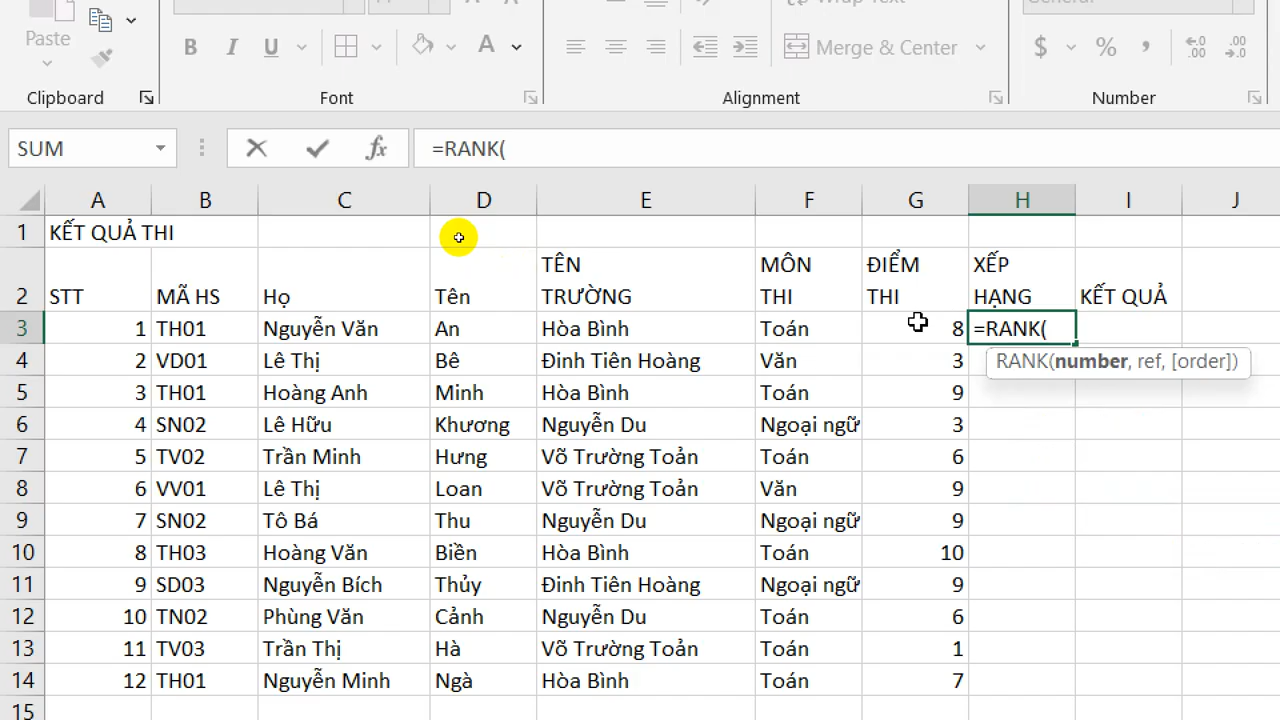 Paste
B I U A
Merge & Center
$ % ,
Clipboard Font Alignment Number
SUM fx =RANK(
A B C D E F G H I J
1 KẾT QUẢ THI
2 STT MÃ HS Họ Tên TÊN TRƯỜNG MÔN THI ĐIỂM THI XẾP HẠNG KẾT QUẢ
3 1 TH01 Nguyễn Văn An Hòa Bình Toán 8 =RANK(
RANK(number, ref, [order])
4 2 VD01 Lê Thị Bê Đinh Tiên Hoàng Văn 3
5 3 TH01 Hoàng Anh Minh Hòa Bình Toán 9
6 4 SN02 Lê Hữu Khương Nguyễn Du Ngoại ngữ 3
7 5 TV02 Trần Minh Hưng Võ Trường Toản Toán 6
8 6 VV01 Lê Thị Loan Võ Trường Toản Văn 9
9 7 SN02 Tô Bá Thu Nguyễn Du Ngoại ngữ 9
10 8 TH03 Hoàng Văn Biền Hòa Bình Toán 10
11 9 SD03 Nguyễn Bích Thủy Đinh Tiên Hoàng Ngoại ngữ 9
12 10 TN02 Phùng Văn Cảnh Nguyễn Du Toán 6
13 11 TV03 Trần Thị Hà Võ Trường Toản Toán 1
14 12 TH01 Nguyễn Minh Ngà Hòa Bình Toán 7
15